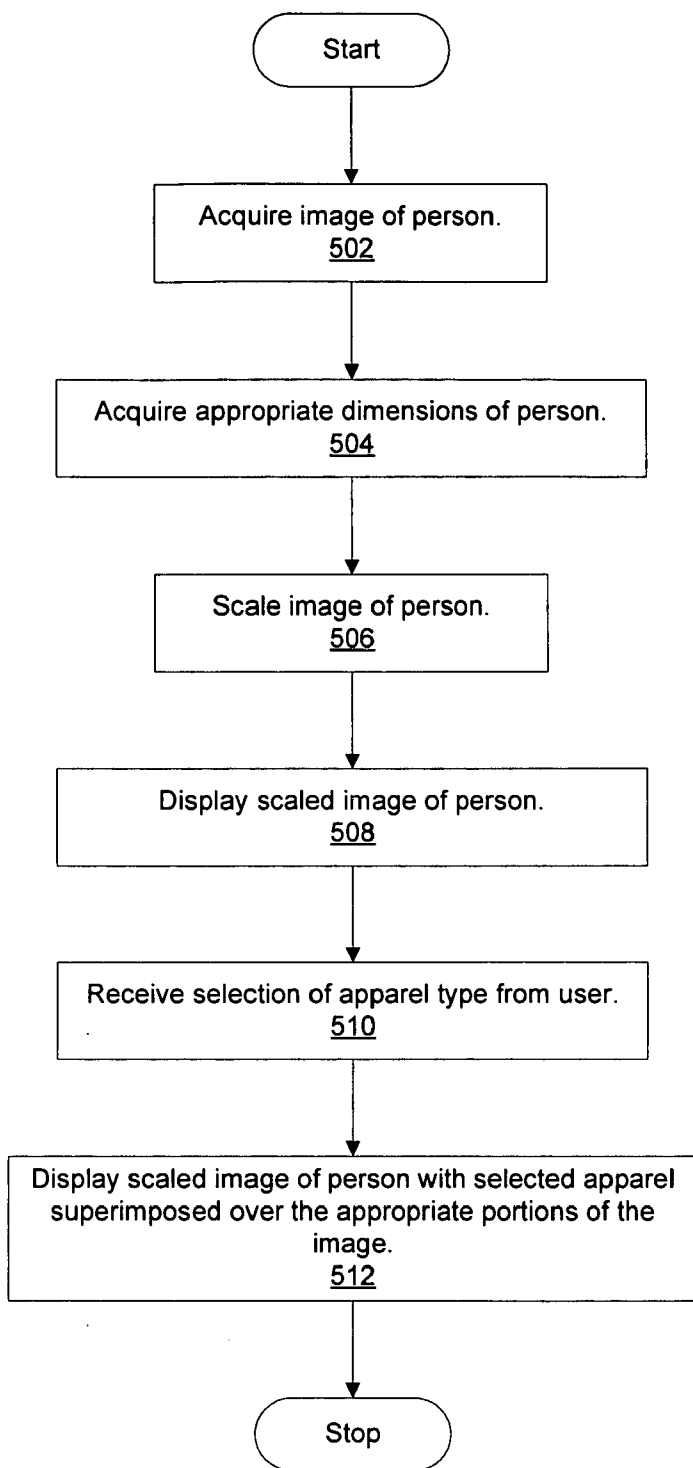 Start
Acquire image of person.
502
Acquire appropriate dimensions of person.
504
Scale image of person.
506
Display scaled image of person.
508
Receive selection of apparel type from user.
510
Display scaled image of person with selected apparel
superimposed over the appropriate portions of the
image.
512
Stop